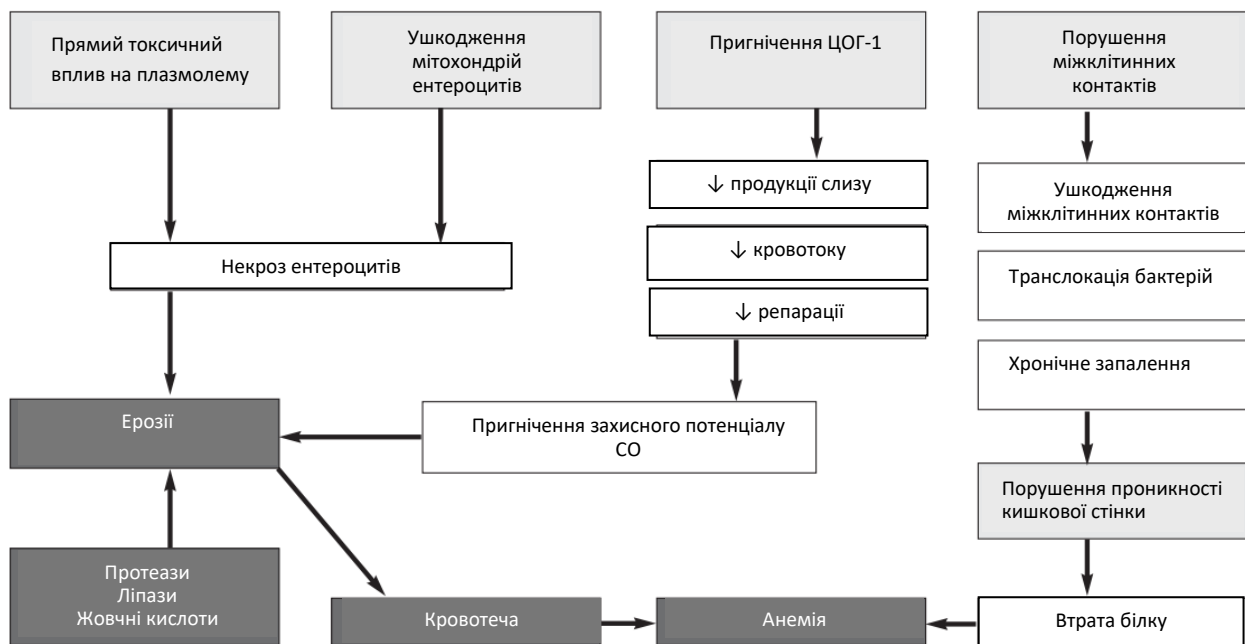 Прямий токсичний
вплив на плазмолему
Ушкодження
мітохондрій
ентероцитів
Пригнічення ЦОГ-1
Порушення
міжклітинних
контактів
↓ продукції слизу
Ушкодження
міжклітинних контактів
Некроз ентероцитів
↓ кровотоку
Транслокація бактерій
↓ репарації
Хронічне запалення
Ерозії
Пригнічення захисного потенціалу
СО
Порушення проникності
кишкової стінки
Протеази
Ліпази
Жовчні кислоти
Кровотеча
Анемія
Втрата білку